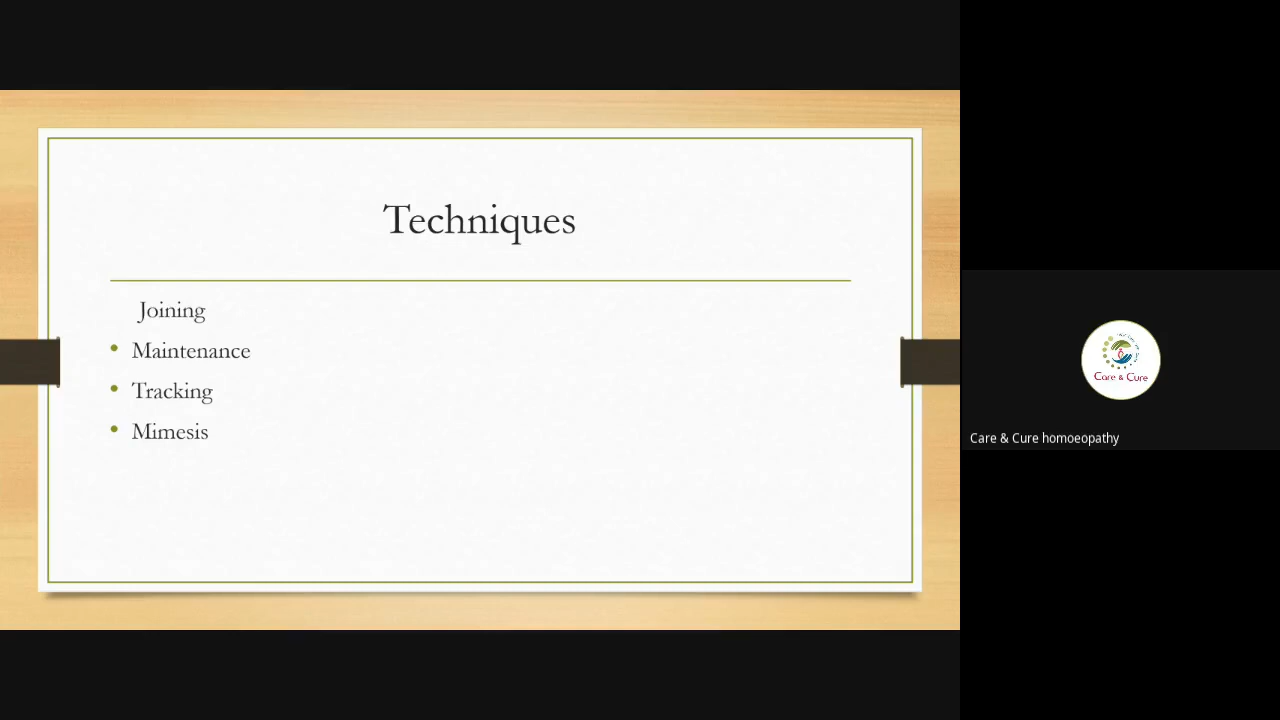 Techniques
Joining
• Maintenance
• Tracking
• Mimesis
Care & Cure
Care & Cure homoeopathy